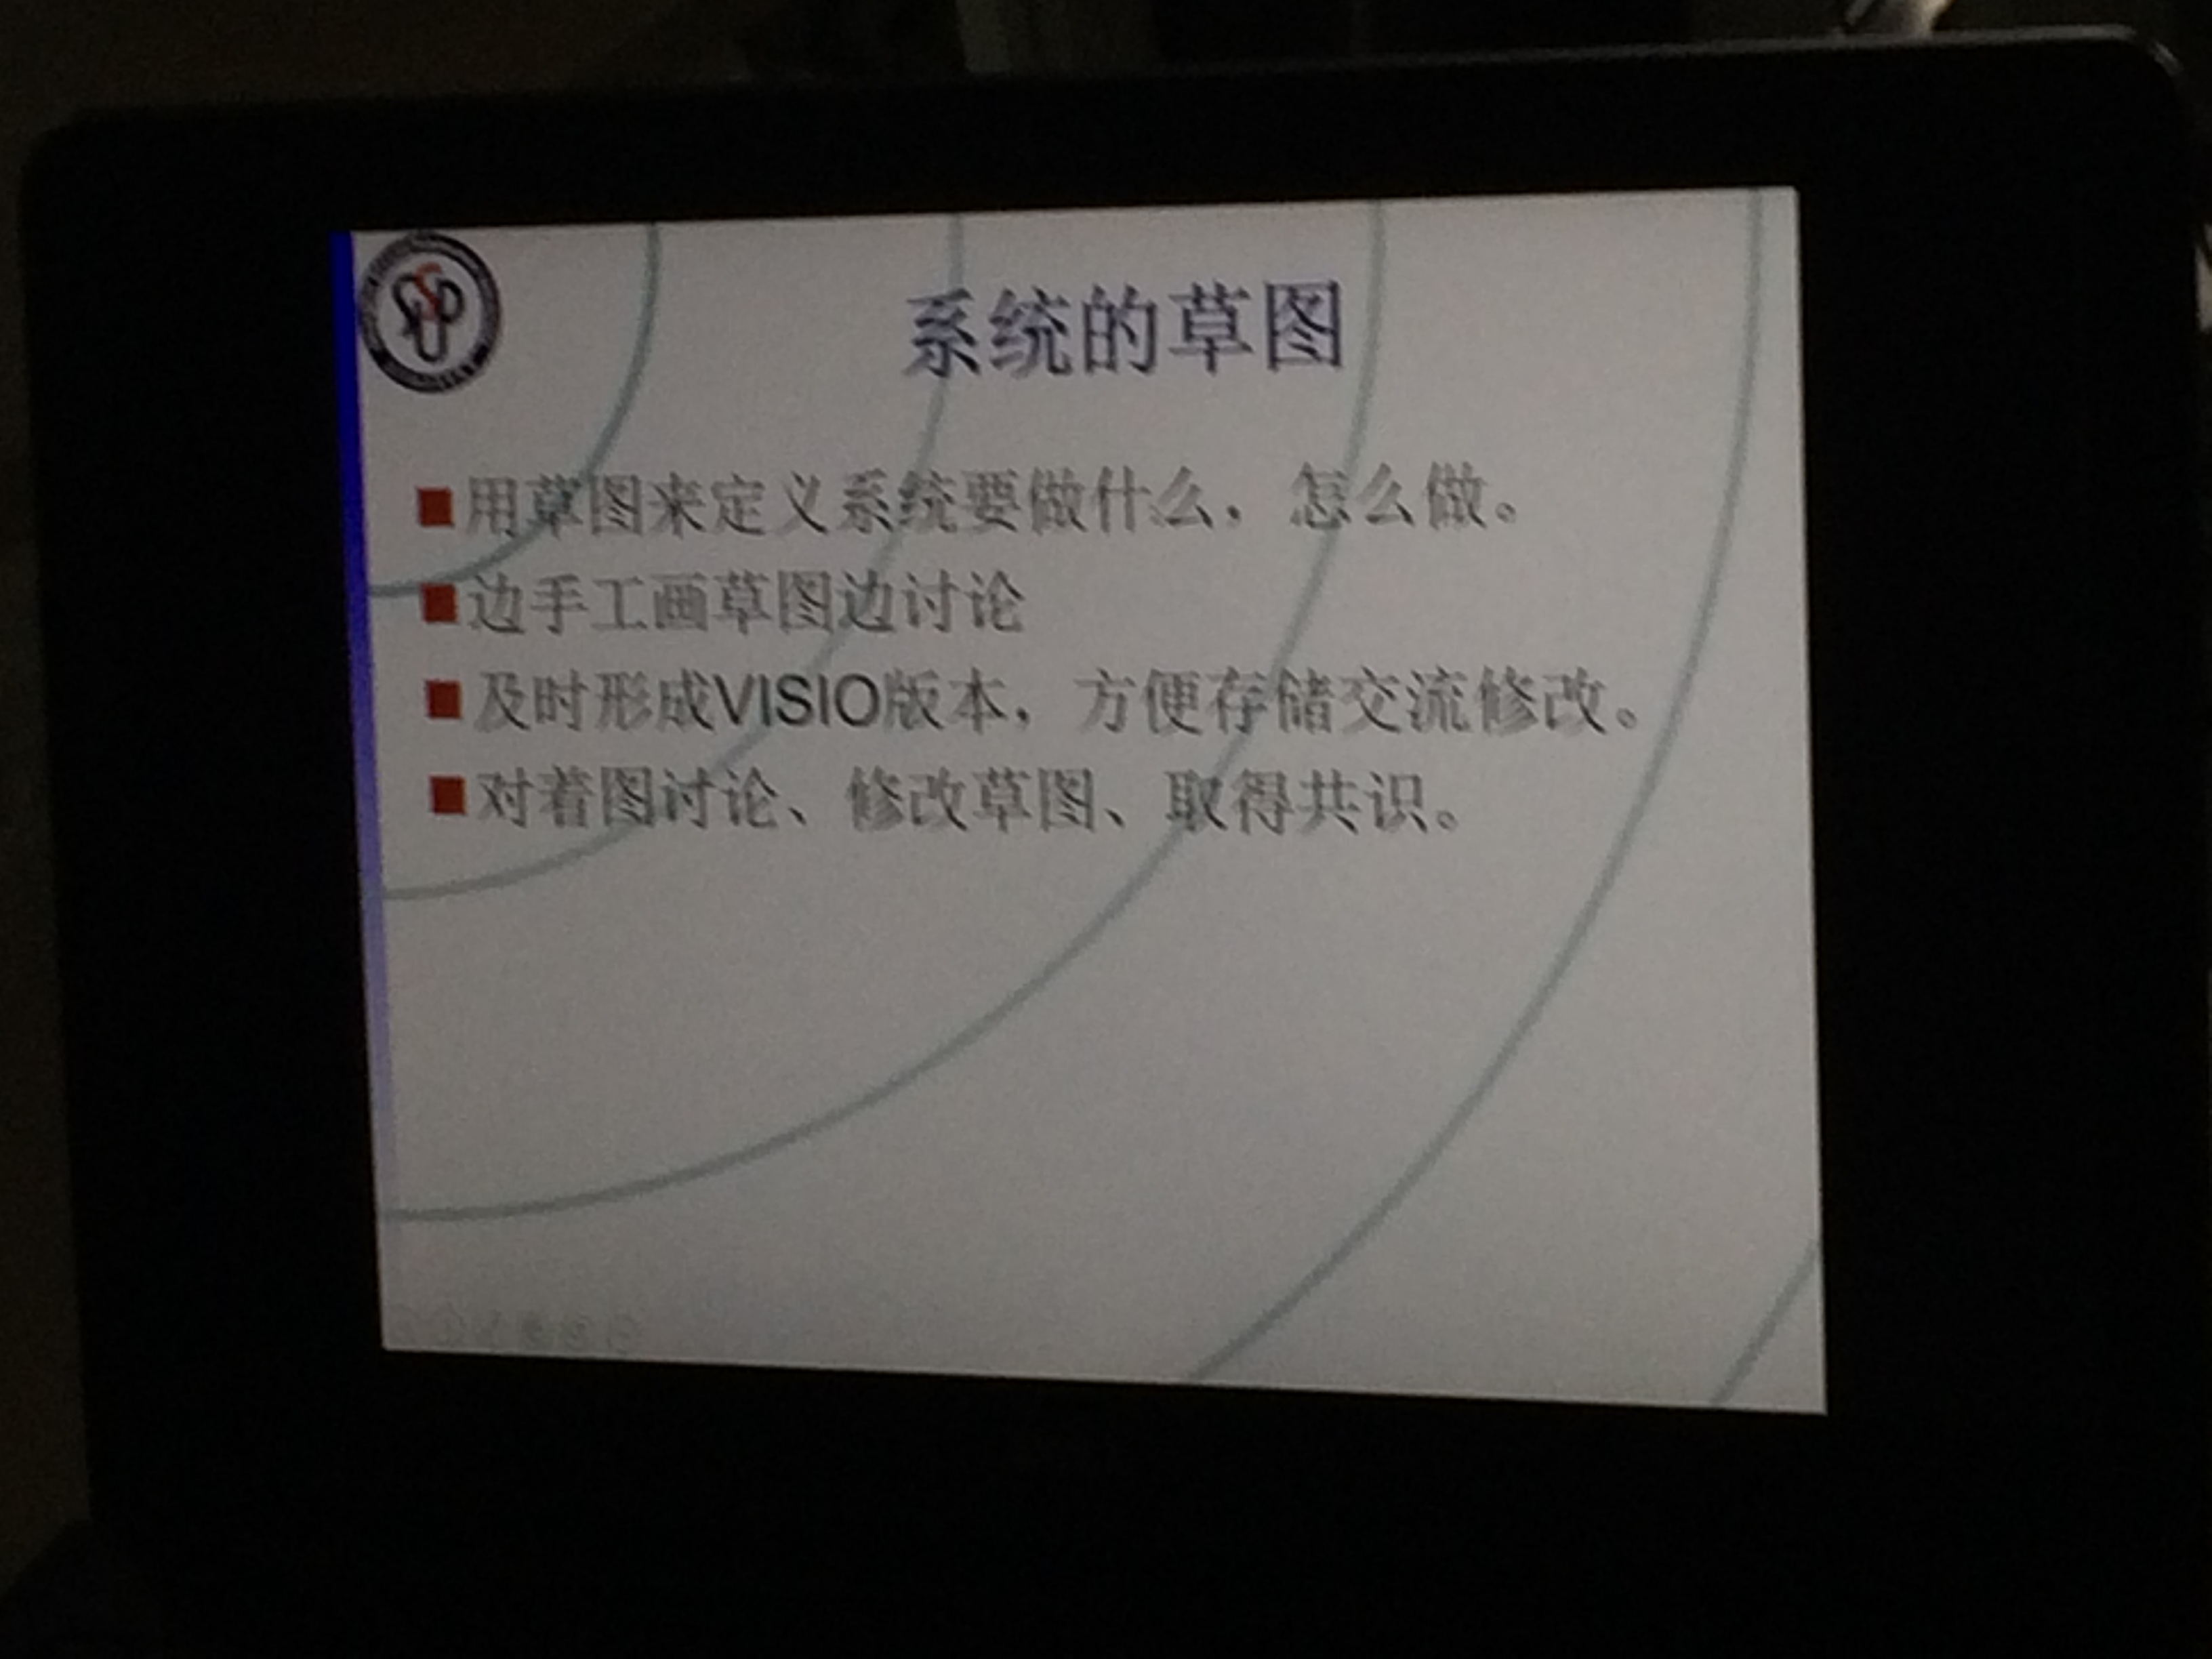 系统的草图
用草图来定义系统要做什么，怎么做。
边手工画草图边讨论
及时形成VISIO版本，方便存储交流修改。
对着图讨论、修改草图、取得共识。